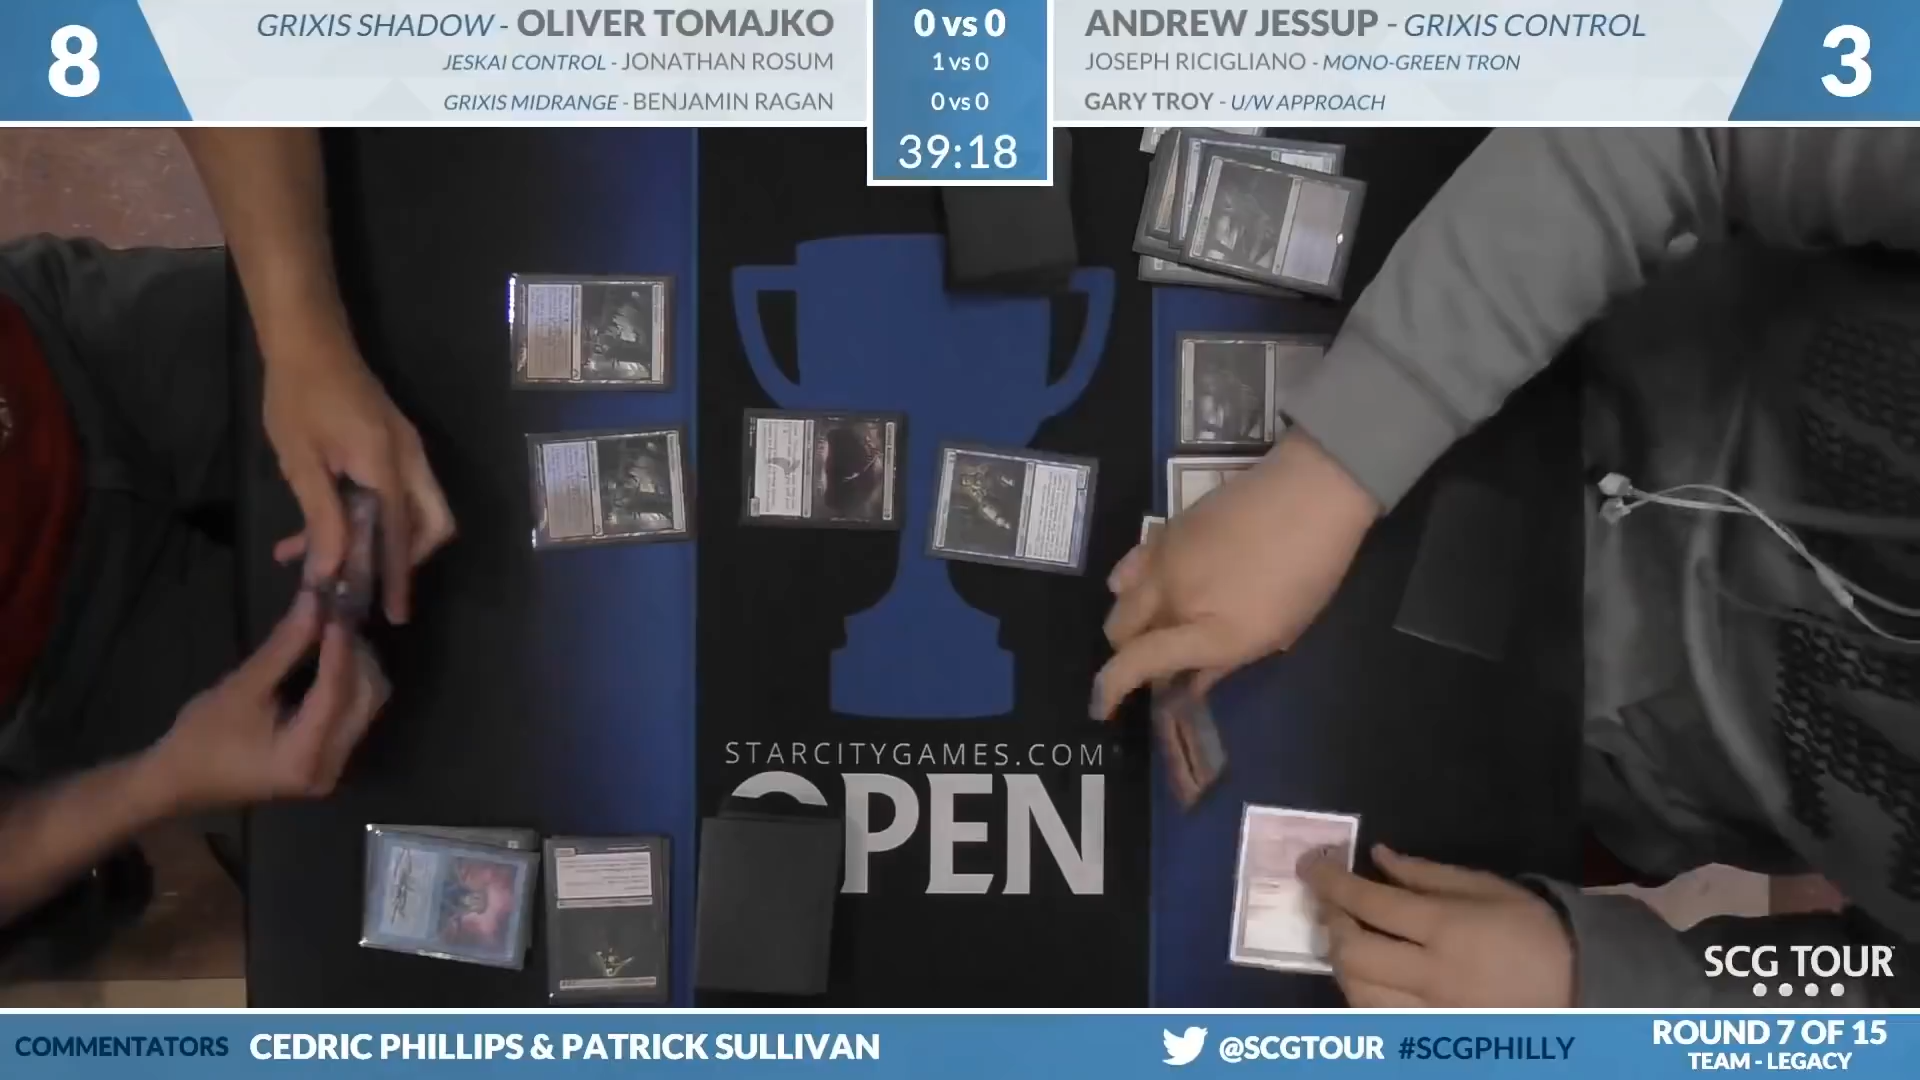 8
GRIXIS SHADOW - OLIVER TOMAJKO
JESKAI CONTROL - JONATHAN ROSUM
GRIXIS MIDRANGE - BENJAMIN RAGAN
0 vs 0
1 vs 0
0 vs 0
39:18
ANDREW JESSUP - GRIXIS CONTROL
JOSEPH RICIGLIANO - MONO-GREEN TRON
GARY TROY - U/W APPROACH
3
STARCITYGAMES.COM
OPEN
SCG TOUR
COMMENTATORS CEDRIC PHILLIPS & PATRICK SULLIVAN
@SCGTOUR #SCGPHILLY
ROUND 7 OF 15
TEAM - LEGACY